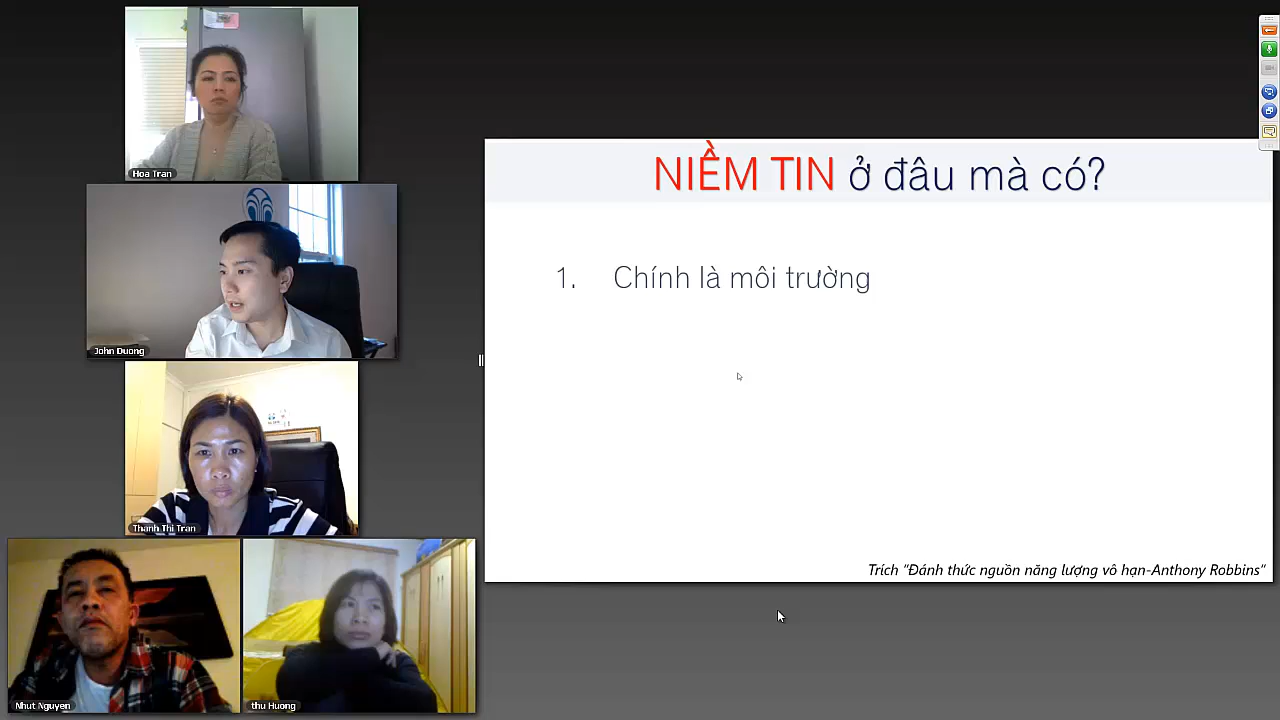 Hoa Tran
John Duong
Thanh Thi Tran
Nhut Nguyen
thu Huong
NIỀM TIN ở đâu mà có?
1. Chính là môi trường
Trích "Đánh thức nguồn năng lượng vô hạn-Anthony Robbins"